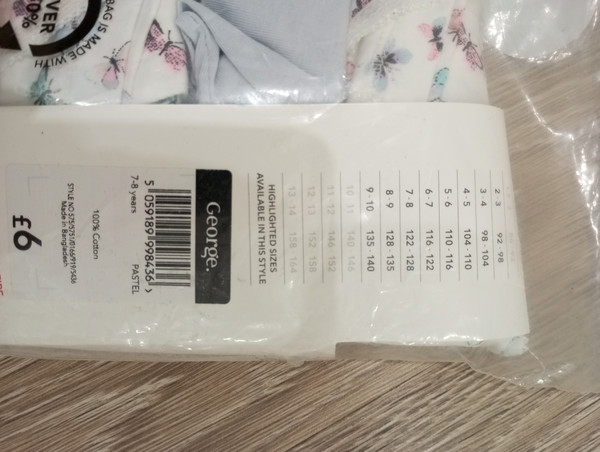 OVER
0%
BAG IS MADE WITH
2 - 3 92 - 98
3 - 4 98 - 104
4 - 5 104 - 110
5 - 6 110 - 116
6 - 7 116 - 122
7 - 8 122 - 128
8 - 9 128 - 135
9 - 10 135 - 140
10 - 11 140 - 146
11 - 12 146 - 152
12 - 13 152 - 158
13 - 14 158 - 164
HIGHLIGHTED SIZES
AVAILABLE IN THIS STYLE
George.
5 059189 998436 >
7-8 years PASTEL
100% Cotton
Made in Bangladesh
£6